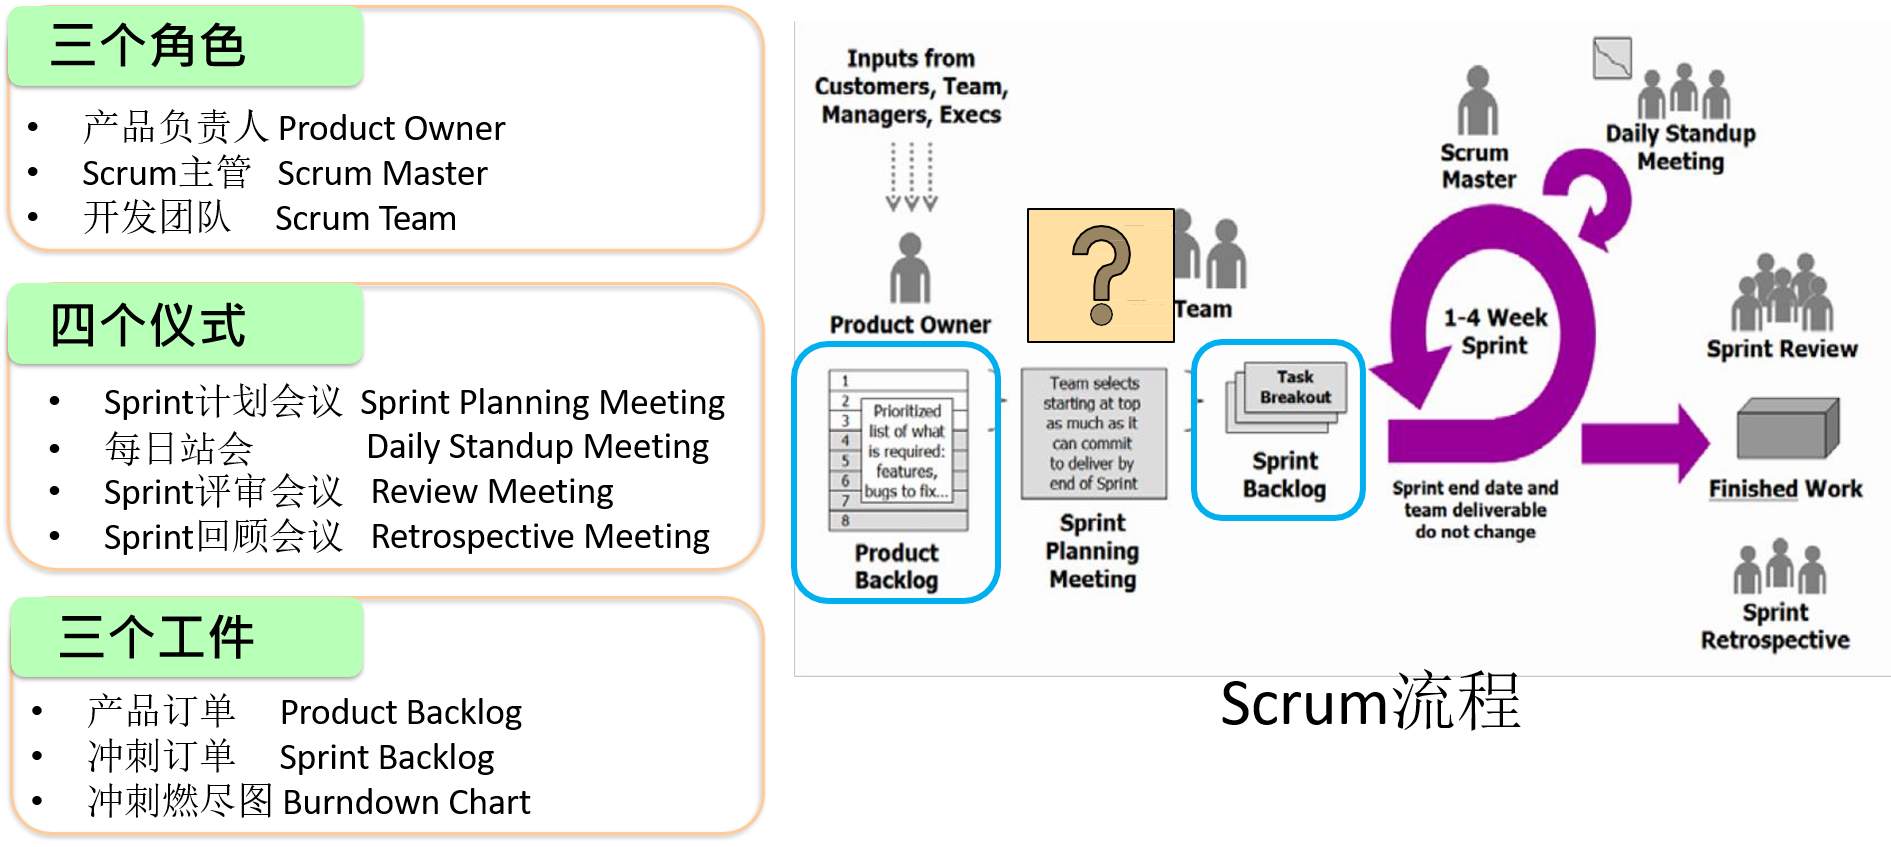 三个角色
• 产品负责人 Product Owner
• Scrum主管 Scrum Master
• 开发团队 Scrum Team
四个仪式
• Sprint计划会议 Sprint Planning Meeting
• 每日站会 Daily Standup Meeting
• Sprint评审会议 Review Meeting
• Sprint回顾会议 Retrospective Meeting
三个工件
• 产品订单 Product Backlog
• 冲刺订单 Sprint Backlog
• 冲刺燃尽图 Burndown Chart
Inputs from
Customers, Team,
Managers, Execs
Product Owner
?
Team
Scrum
Master
Daily Standup
Meeting
1
2
3
4
5
6
7
8
Prioritized
list of what
is required:
features,
bugs to fix...
Product
Backlog
Team selects
starting at top
as much as it
can commit
to deliver by
end of Sprint
Sprint
Planning
Meeting
Task
Breakout
Sprint
Backlog
1-4 Week
Sprint
Sprint end date and
team deliverable
do not change
Sprint Review
Finished Work
Sprint
Retrospective
Scrum流程